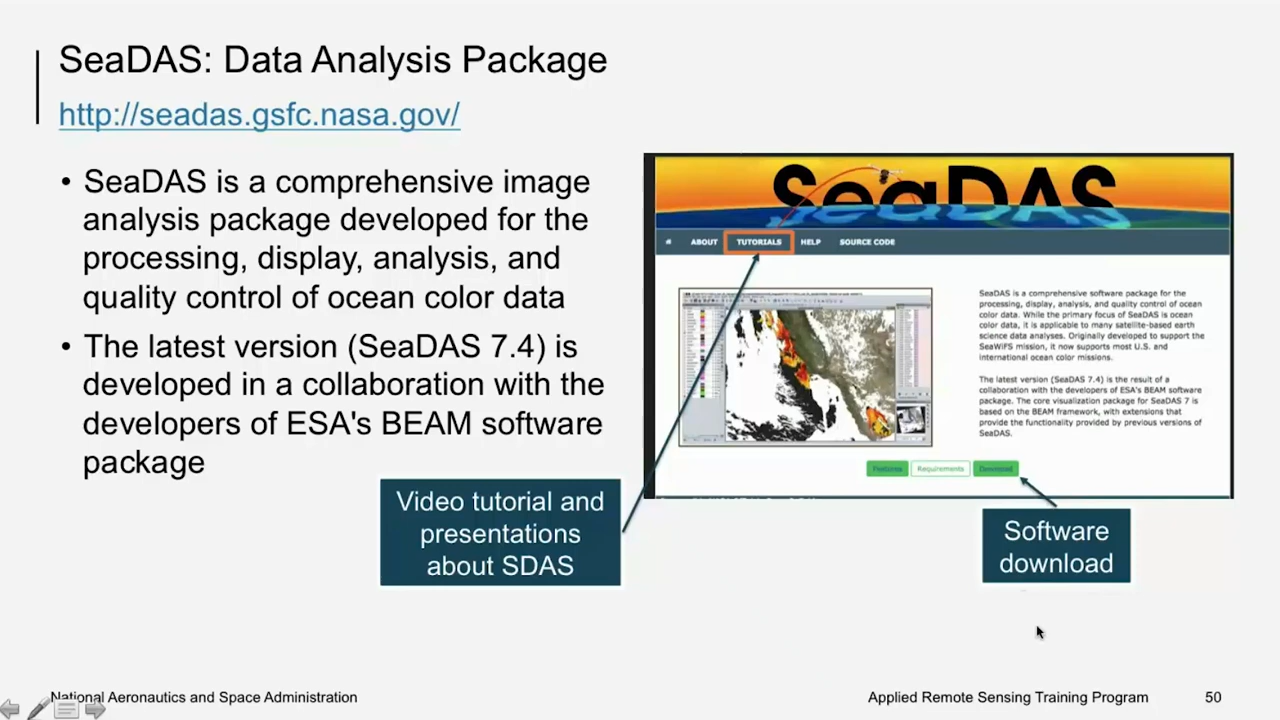 SeaDAS: Data Analysis Package
http://seadas.gsfc.nasa.gov/
• SeaDAS is a comprehensive image
analysis package developed for the
processing, display, analysis, and
quality control of ocean color data
• The latest version (SeaDAS 7.4) is
developed in a collaboration with the
developers of ESA's BEAM software
package
SeaDAS
ABOUT TUTORIALS HELP SOURCE CODE
SeaDAS is a comprehensive software package for the
processing, display, analysis, and quality control of ocean
color data. While the primary focus of SeaDAS is ocean
color data, it is applicable to many satellite-based earth
science data analyses. Originally developed to support the
SeaWiFS mission, it now supports most U.S. and
international ocean color missions.
The latest version (SeaDAS 7.4) is the result of a
collaboration with the developers of ESA's BEAM software
package. The core visualization package for SeaDAS 7 is
based on the BEAM framework, with extensions that
provide the functionality provided by previous versions of
SeaDAS.
Features Requirements Download
Video tutorial and
presentations
about SDAS
Software
download
National Aeronautics and Space Administration
Applied Remote Sensing Training Program 50